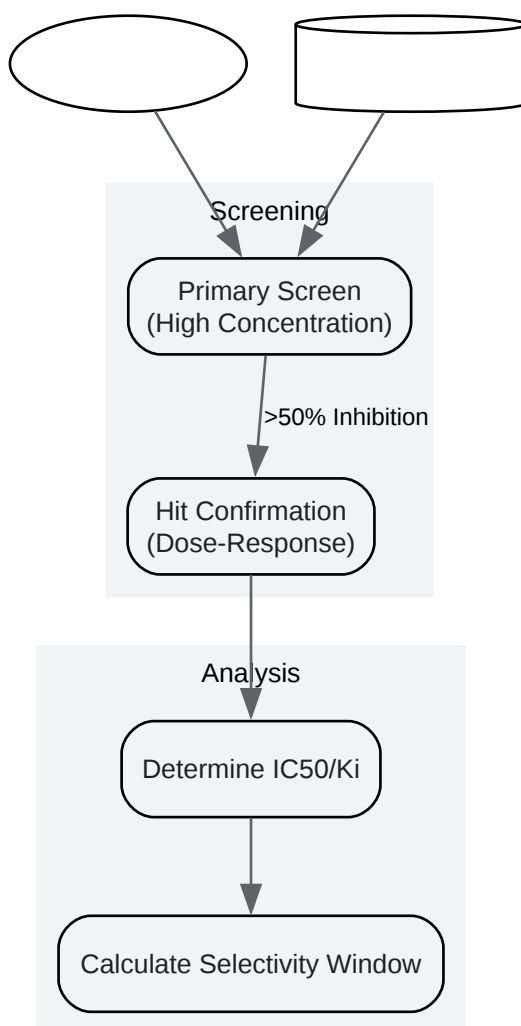 Screening
Primary Screen
(High Concentration)
>50% Inhibition
Hit Confirmation
(Dose-Response)
Analysis
Determine IC50/Ki
Calculate Selectivity Window